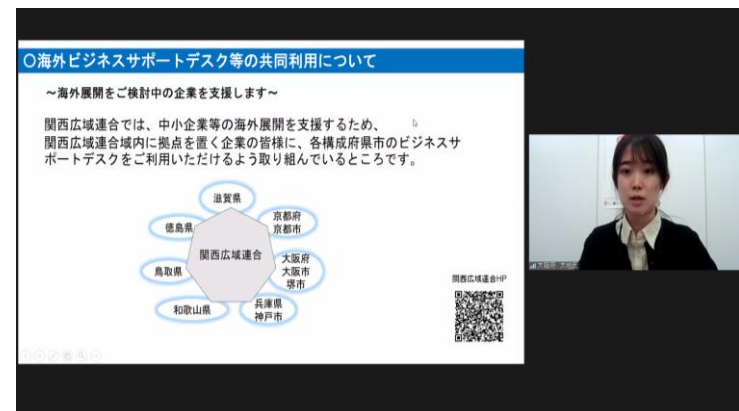 〇海外ビジネスサポートデスク等の共同利用について
~海外展開をご検討中の企業を支援します~
関西広域連合では、中小企業等の海外展開を支援するため、
関西広域連合域内に拠点を置く企業の皆様に、各構成府県市のビジネスサ
ポートデスクをご利用いただけるよう取り組んでいるところです。
滋賀県
京都府
京都市
徳島県
関西広域連合
大阪府
大阪市
堺市
鳥取県
和歌山県
兵庫県
神戸市
関西広域連合HP